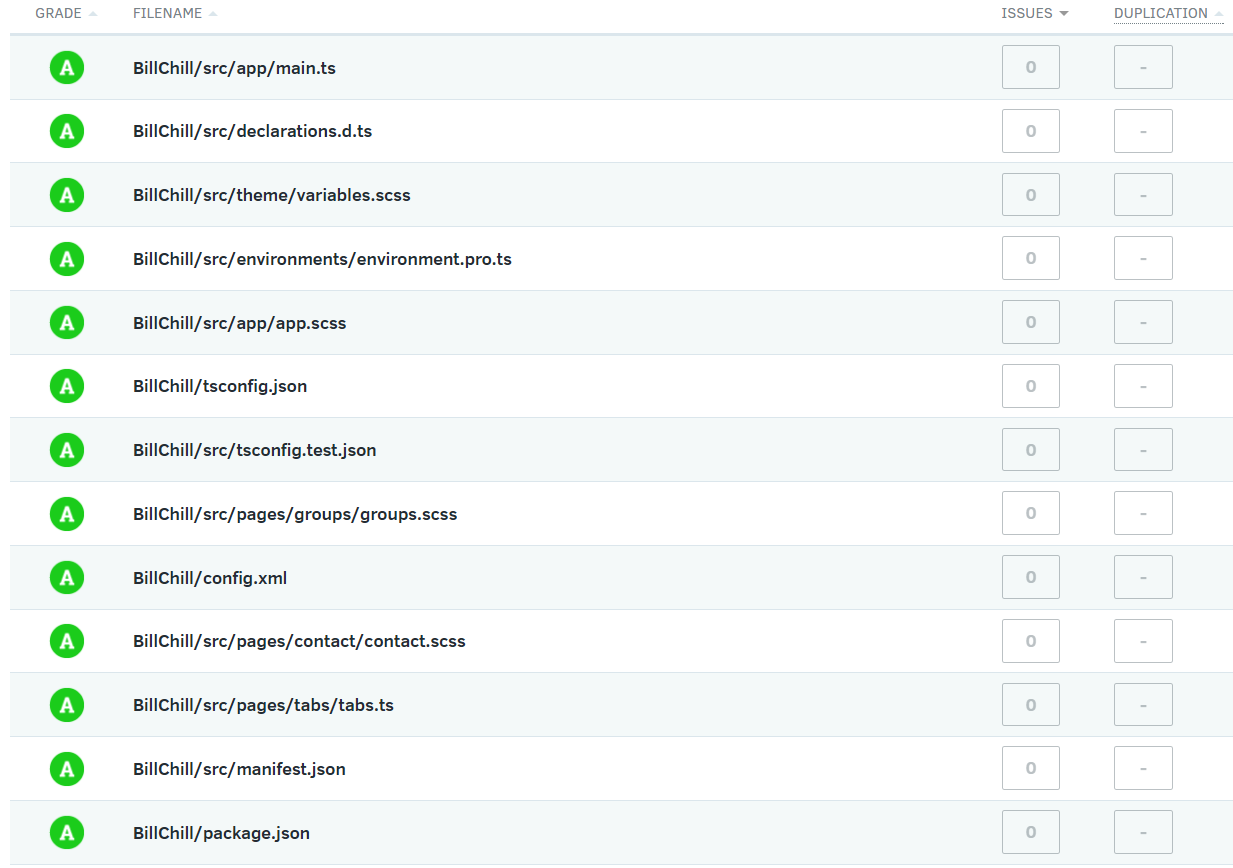 GRADE FILENAME ISSUES DUPLICATION
A BillChill/src/app/main.ts 0 -
A BillChill/src/declarations.d.ts 0 -
A BillChill/src/theme/variables.scss 0 -
A BillChill/src/environments/environment.pro.ts 0 -
A BillChill/src/app/app.scss 0 -
A BillChill/tsconfig.json 0 -
A BillChill/src/tsconfig.test.json 0 -
A BillChill/src/pages/groups/groups.scss 0 -
A BillChill/config.xml 0 -
A BillChill/src/pages/contact/contact.scss 0 -
A BillChill/src/pages/tabs/tabs.ts 0 -
A BillChill/src/manifest.json 0 -
A BillChill/package.json 0 -